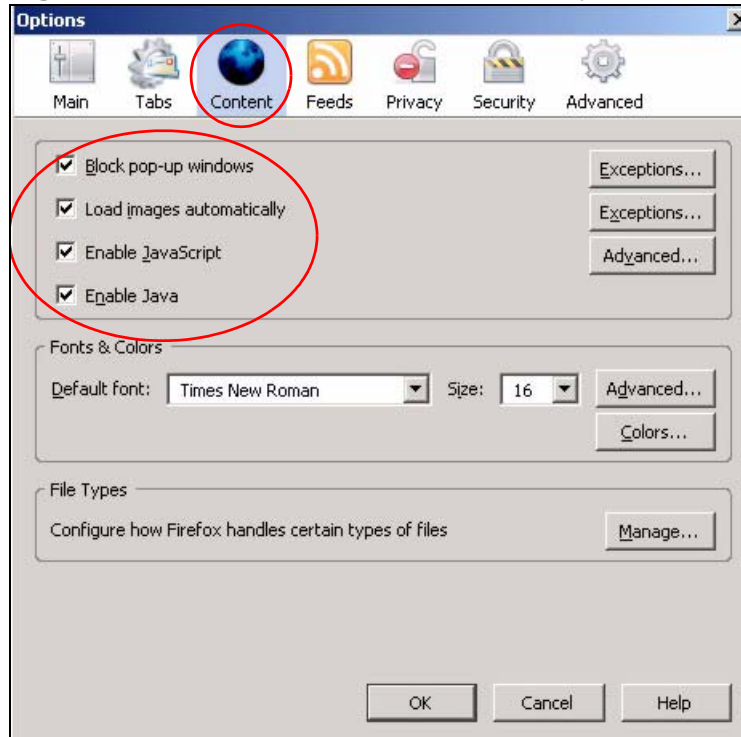 Options
Main Tabs Content Feeds Privacy Security Advanced
Block pop-up windows Exceptions...
Load images automatically Exceptions...
Enable JavaScript Advanced...
Enable Java
Fonts & Colors
Default font: Times New Roman Size: 16 Advanced...
Colors...
File Types
Configure how Firefox handles certain types of files Manage...
OK Cancel Help